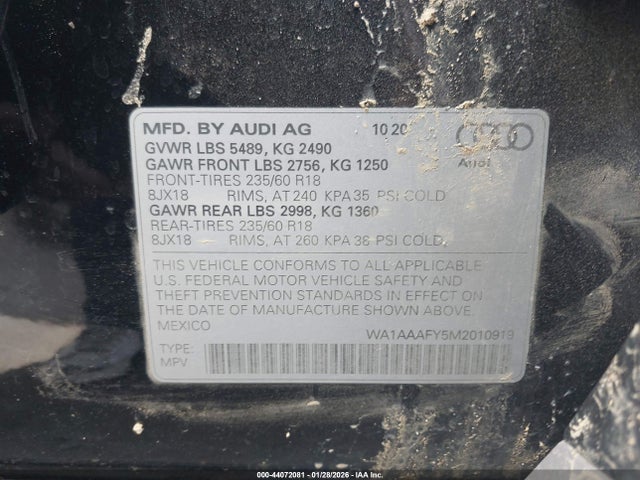 MFD. BY AUDI AG 10 20
GVWR LBS 5489, KG 2490
GAWR FRONT LBS 2756, KG 1250
Audi
FRONT-TIRES 235/60 R18
8JX18 RIMS, AT 240 KPA 35 PSI COLD
GAWR REAR LBS 2998, KG 1360
REAR-TIRES 235/60 R18
8JX18 RIMS, AT 260 KPA 38 PSI COLD.
THIS VEHICLE CONFORMS TO ALL APPLICABLE
U.S. FEDERAL MOTOR VEHICLE SAFETY AND
THEFT PREVENTION STANDARDS IN EFFECT ON
THE DATE OF MANUFACTURE SHOWN ABOVE.
MEXICO
WA1AAAFY5M2010919
TYPE:
MPV
000-44072081 - 01/28/2026 - IAA Inc.